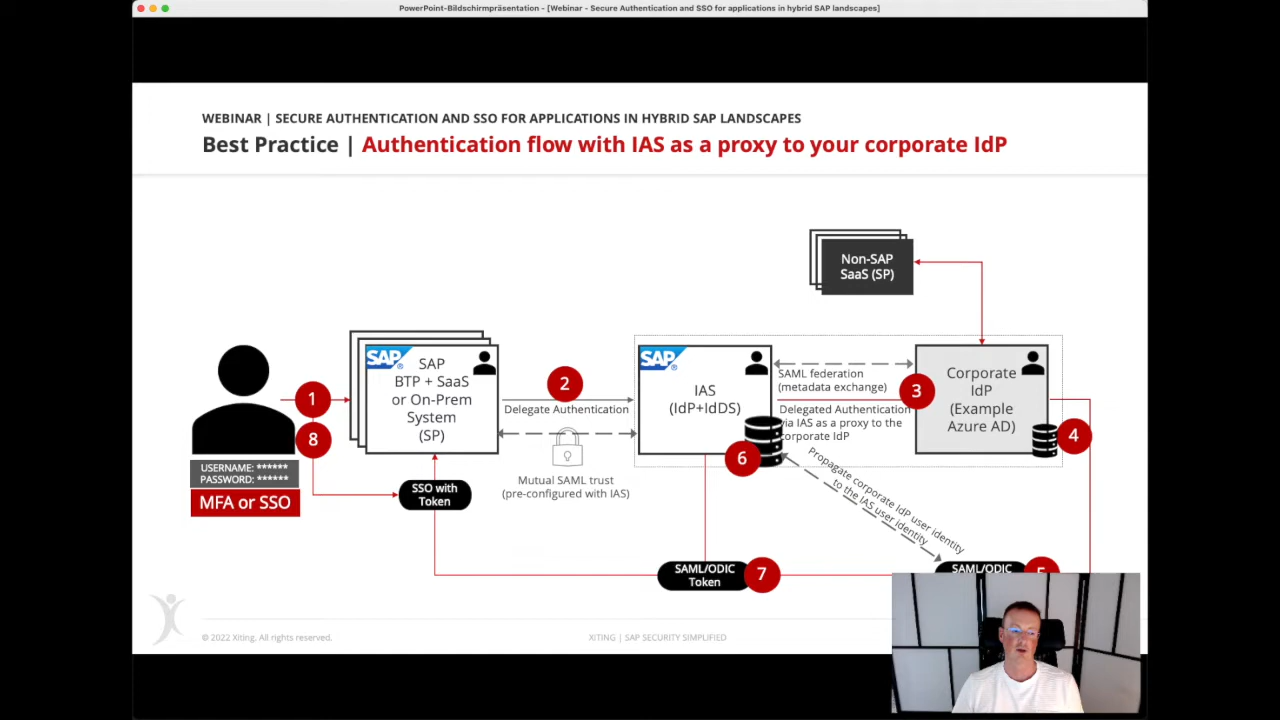 PowerPoint-Bildschirmpräsentation - [Webinar - Secure Authentication and SSO for applications in hybrid SAP landscapes]
WEBINAR | SECURE AUTHENTICATION AND SSO FOR APPLICATIONS IN HYBRID SAP LANDSCAPES
Best Practice | Authentication flow with IAS as a proxy to your corporate IdP
Non-SAP
SaaS (SP)
SAP
SAP
BTP + SaaS
or On-Prem
System
(SP)
SAP
IAS
(IdP+IdDS)
Corporate
IdP
(Example
Azure AD)
1
2
3
4
5
6
7
8
Delegate Authentication
SAML federation
(metadata exchange)
Delegated Authentication
via IAS as a proxy to the
corporate IdP
USERNAME: ******
PASSWORD: ******
MFA or SSO
SSO with
Token
Mutual SAML trust
(pre-configured with IAS)
Propagate corporate IdP user identity
to the IAS user identity
SAML/ODIC
Token
SAML/ODIC
© 2022 Xiting. All rights reserved.
XITING | SAP SECURITY SIMPLIFIED